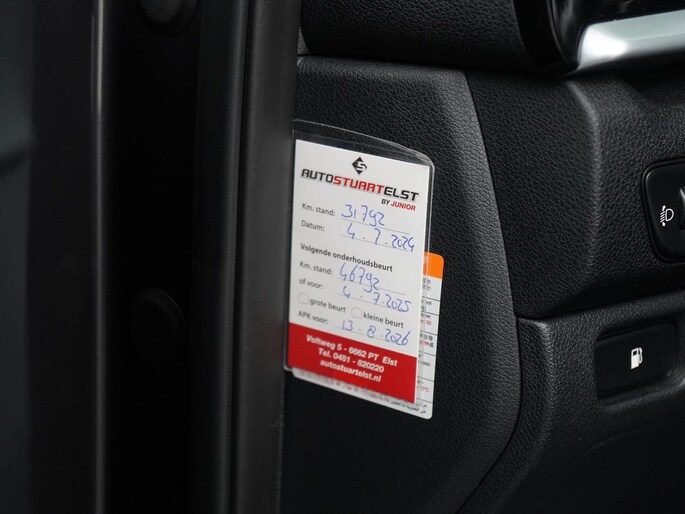 AUTOSTUARTELST
BY JUNIOR
Km. stand: 31792
Datum: 4-7-2024
Volgende onderhoudsbeurt
Km. stand: 46792
of voor: 4-7-2025
grote beurt kleine beurt
APK voor: 13-8-2026
Voltweg 5 - 6662 PT Elst
Tel. 0481 - 820220
autostuartelst.nl